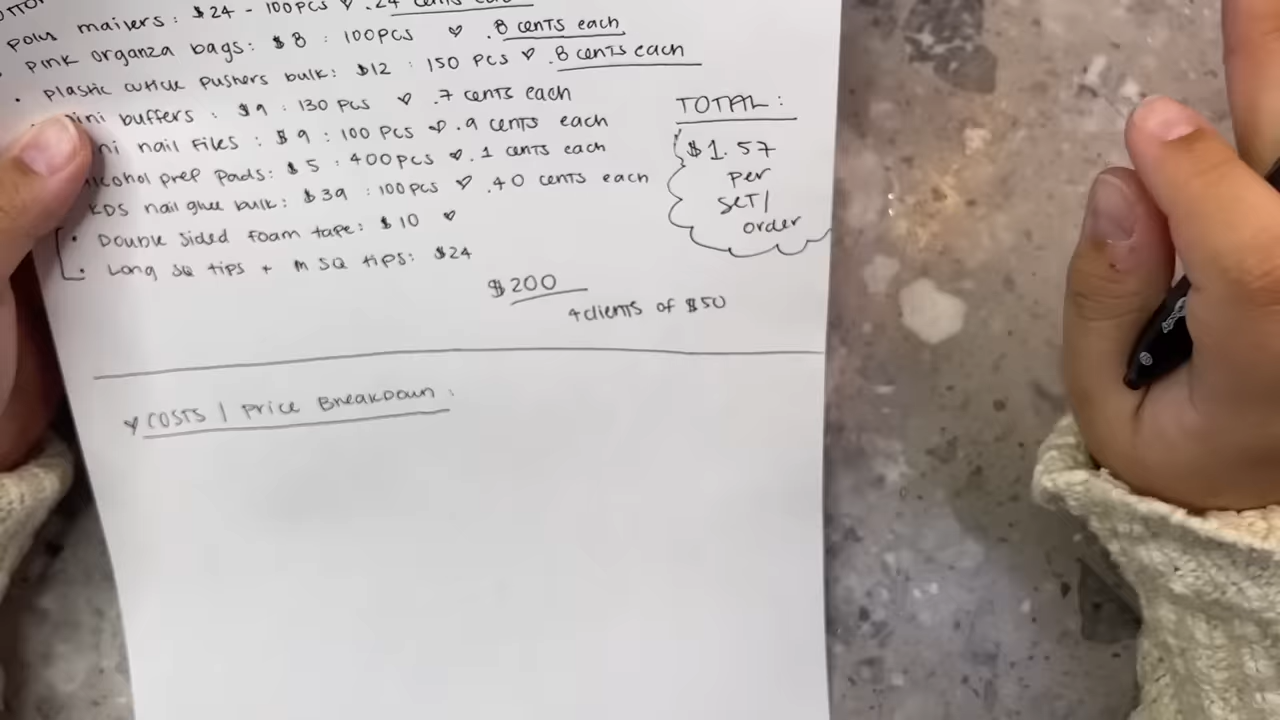 poly mailers: $24 - 100pcs ♡ .24 cents each
• Pink organza bags: $8 : 100pcs ♡ .8 cents each
• Plastic cuticle pushers bulk: $12 : 150 pcs ♡ .8 cents each
ini buffers : $9 : 130 pcs ♡ .7 cents each
ni nail files : $9 : 100 pcs ♡ .9 cents each
lcohol prep pads: $5 : 400pcs ♡ .1 cents each
KDS nail glue bulk: $39 : 100pcs ♡ .40 cents each
• Double sided foam tape: $10 ♡
• Long sq tips + m sq tips: $24
TOTAL :
$1.57
per
set/
order
$200
4 clients of $50
♡ COSTS | Price Breakdown :